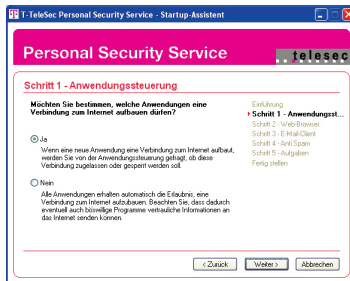 T-TeleSec Personal Security Service - Startup-Assistent
Personal Security Service
telesec
Schritt 1 - Anwendungssteuerung
Möchten Sie bestimmen, welche Anwendungen eine
Verbindung zum Internet aufbauen dürfen?
Ja
Wenn eine neue Anwendung eine Verbindung zum Internet aufbaut,
werden Sie von der Anwendungssteuerung gefragt, ob diese
Verbindung zugelassen oder gesperrt werden soll.
Nein
Alle Anwendungen erhalten automatisch die Erlaubnis, eine
Verbindung zum Internet aufzubauen. Beachten Sie, dass dadurch
eventuell auch böswillige Programme vertrauliche Informationen an
das Internet senden können.
Einführung
Schritt 1 - Anwendungsst...
Schritt 2 - Web-Browser
Schritt 3 - E-Mail-Client
Schritt 4 - Anti Spam
Schritt 5 - Aufgaben
Fertig stellen
< Zurück
Weiter >
Abbrechen